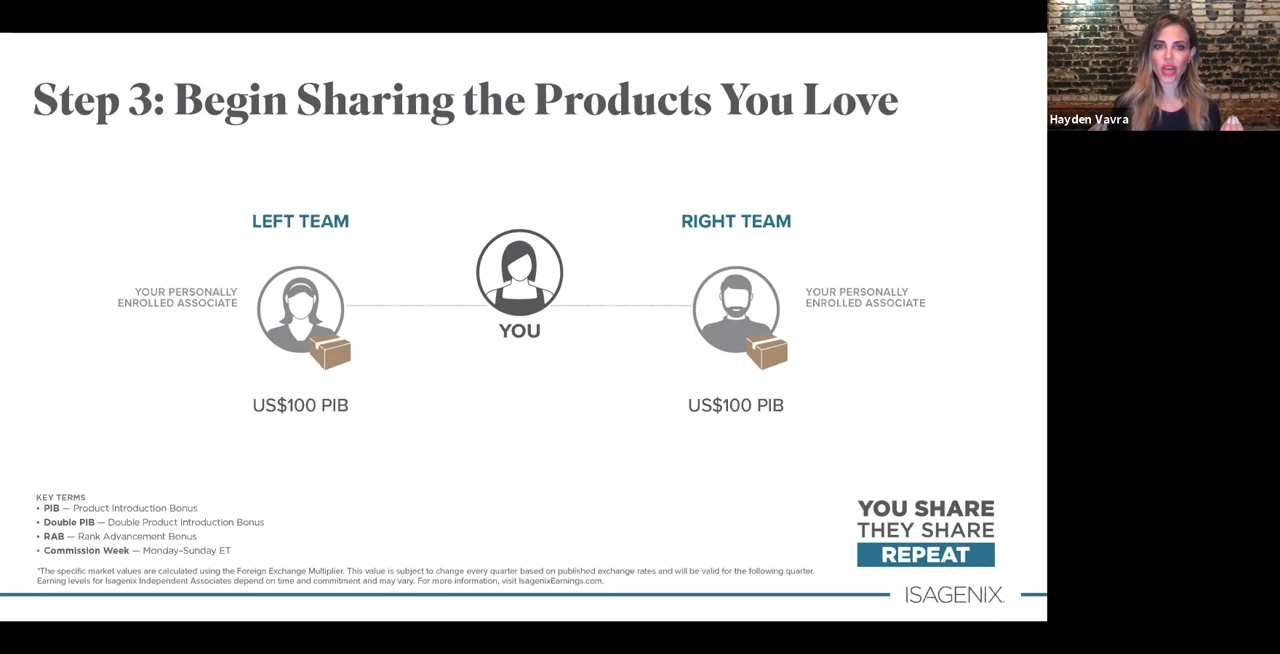 Step 3: Begin Sharing the Products You Love
Hayden Vavra
LEFT TEAM
RIGHT TEAM
YOUR PERSONALLY
ENROLLED ASSOCIATE
YOUR PERSONALLY
ENROLLED ASSOCIATE
YOU
US$100 PIB
US$100 PIB
KEY TERMS
• PIB — Product Introduction Bonus
• Double PIB — Double Product Introduction Bonus
• RAB — Rank Advancement Bonus
• Commission Week — Monday–Sunday ET
YOU SHARE
THEY SHARE
REPEAT
*The specific market values are calculated using the Foreign Exchange Multiplier. This value is subject to change every quarter based on published exchange rates and will be valid for the following quarter.
Earning levels for Isagenix Independent Associates depend on time and commitment and may vary. For more information, visit IsagenixEarnings.com.
ISAGENIX.